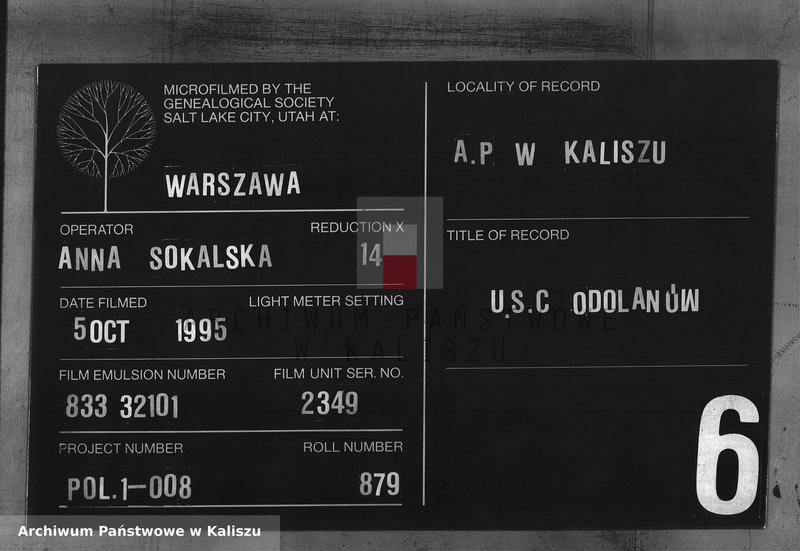 MICROFILMED BY THE
GENEALOGICAL SOCIETY
SALT LAKE CITY, UTAH AT:
WARSZAWA
OPERATOR
REDUCTION X
ANNA SOKALSKA
14
DATE FILMED
LIGHT METER SETTING
5 OCT 1995
FILM EMULSION NUMBER
FILM UNIT SER. NO.
833 32101
2349
PROJECT NUMBER
ROLL NUMBER
POL.1-008
879
LOCALITY OF RECORD
A.P W KALISZU
TITLE OF RECORD
U.S.C ODOLANÓW
6
ARCHIWUM PAŃSTWOWE
W KALISZU
Archiwum Państwowe w Kaliszu